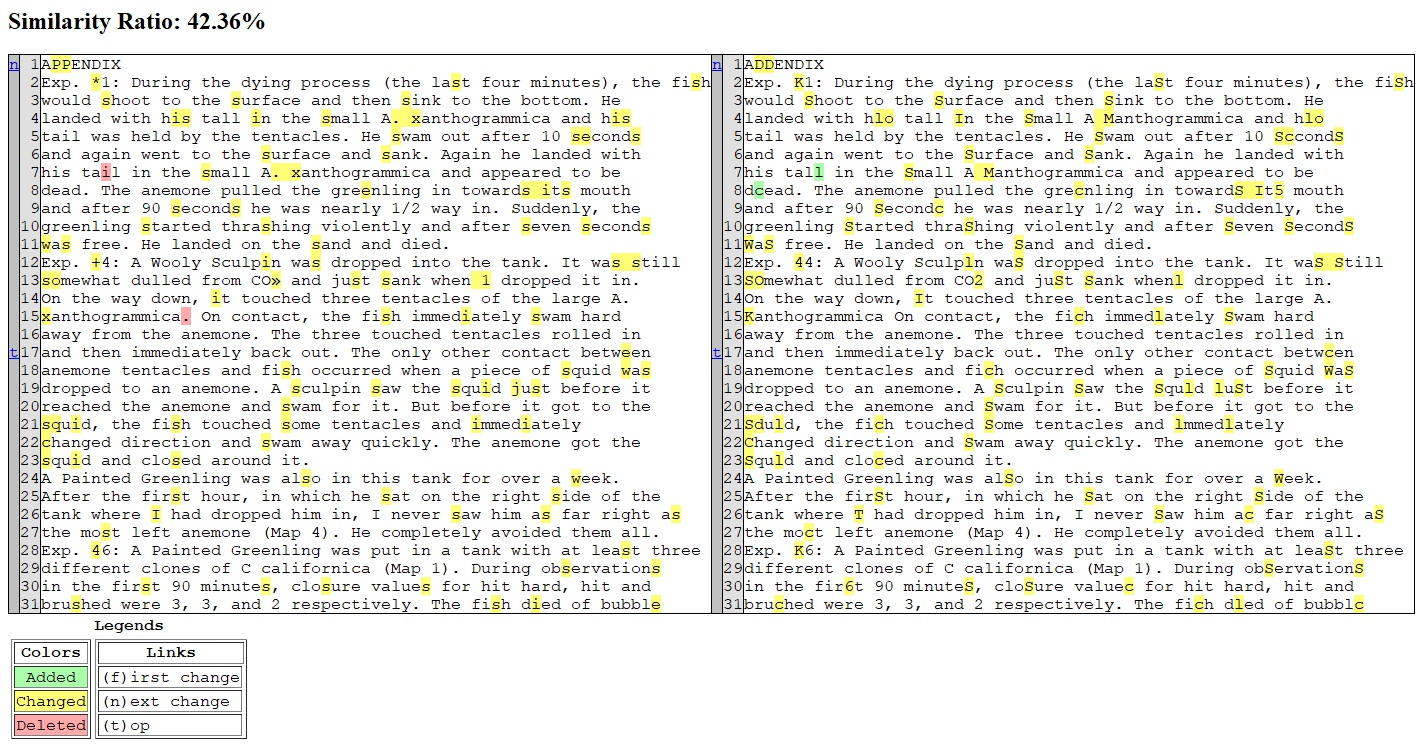 Similarity Ratio: 42.36%
n 1 APPENDIX
2 Exp. *1: During the dying process (the last four minutes), the fish
3 would shoot to the surface and then sink to the bottom. He
4 landed with his tall in the small A. xanthogrammica and his
5 tail was held by the tentacles. He swam out after 10 seconds
6 and again went to the surface and sank. Again he landed with
7 his tail in the small A. xanthogrammica and appeared to be
8 dead. The anemone pulled the greenling in towards its mouth
9 and after 90 seconds he was nearly 1/2 way in. Suddenly, the
10 greenling started thrashing violently and after seven seconds
11 was free. He landed on the sand and died.
12 Exp. +4: A Wooly Sculpin was dropped into the tank. It was still
13 somewhat dulled from CO» and just sank when 1 dropped it in.
14 On the way down, it touched three tentacles of the large A.
15 xanthogrammica. On contact, the fish immediately swam hard
16 away from the anemone. The three touched tentacles rolled in
t 17 and then immediately back out. The only other contact between
18 anemone tentacles and fish occurred when a piece of squid was
19 dropped to an anemone. A sculpin saw the squid just before it
20 reached the anemone and swam for it. But before it got to the
21 squid, the fish touched some tentacles and immediately
22 changed direction and swam away quickly. The anemone got the
23 squid and closed around it.
24 A Painted Greenling was also in this tank for over a week.
25 After the first hour, in which he sat on the right side of the
26 tank where I had dropped him in, I never saw him as far right as
27 the most left anemone (Map 4). He completely avoided them all.
28 Exp. 46: A Painted Greenling was put in a tank with at least three
29 different clones of C californica (Map 1). During observations
30 in the first 90 minutes, closure values for hit hard, hit and
31 brushed were 3, 3, and 2 respectively. The fish died of bubble
n 1 ADDENDIX
2 Exp. K1: During the dying process (the laSt four minutes), the fiSh
3 would Shoot to the Surface and then Sink to the bottom. He
4 landed with hlo tall In the Small A Manthogrammica and hlo
5 tail was held by the tentacles. He Swam out after 10 SccondS
6 and again went to the Surface and Sank. Again he landed with
7 his tall in the Small A Manthogrammica and appeared to be
8 dcead. The anemone pulled the grecnling in towardS It5 mouth
9 and after 90 Secondc he was nearly 1/2 way in. Suddenly, the
10 greenling Started thraShing violently and after Seven SecondS
11 WaS free. He landed on the Sand and died.
12 Exp. 44: A Wooly Sculpln waS dropped into the tank. It waS Still
13 SOmewhat dulled from CO2 and juSt Sank whenl dropped it in.
14 On the way down, It touched three tentacles of the large A.
15 Kanthogrammica On contact, the fich immedlately Swam hard
16 away from the anemone. The three touched tentacles rolled in
t 17 and then immediately back out. The only other contact betwcen
18 anemone tentacles and fich occurred when a piece of Squid WaS
19 dropped to an anemone. A Sculpin Saw the Squld luSt before it
20 reached the anemone and Swam for it. But before it got to the
21 Sduld, the fich touched Some tentacles and lmmedlately
22 Changed direction and Swam away quickly. The anemone got the
23 Squld and cloced around it.
24 A Painted Greenling was alSo in this tank for over a Week.
25 After the firSt hour, in which he Sat on the right Side of the
26 tank where T had dropped him in, I never Saw him ac far right aS
27 the moct left anemone (Map 4). He completely avoided them all.
28 Exp. K6: A Painted Greenling was put in a tank with at leaSt three
29 different clones of C californica (Map 1). During obServationS
30 in the fir6t 90 minuteS, cloSure valuec for hit hard, hit and
31 bruched were 3, 3, and 2 respectively. The fich dled of bubblc
Legends
Colors Links
Added (f)irst change
Changed (n)ext change
Deleted (t)op